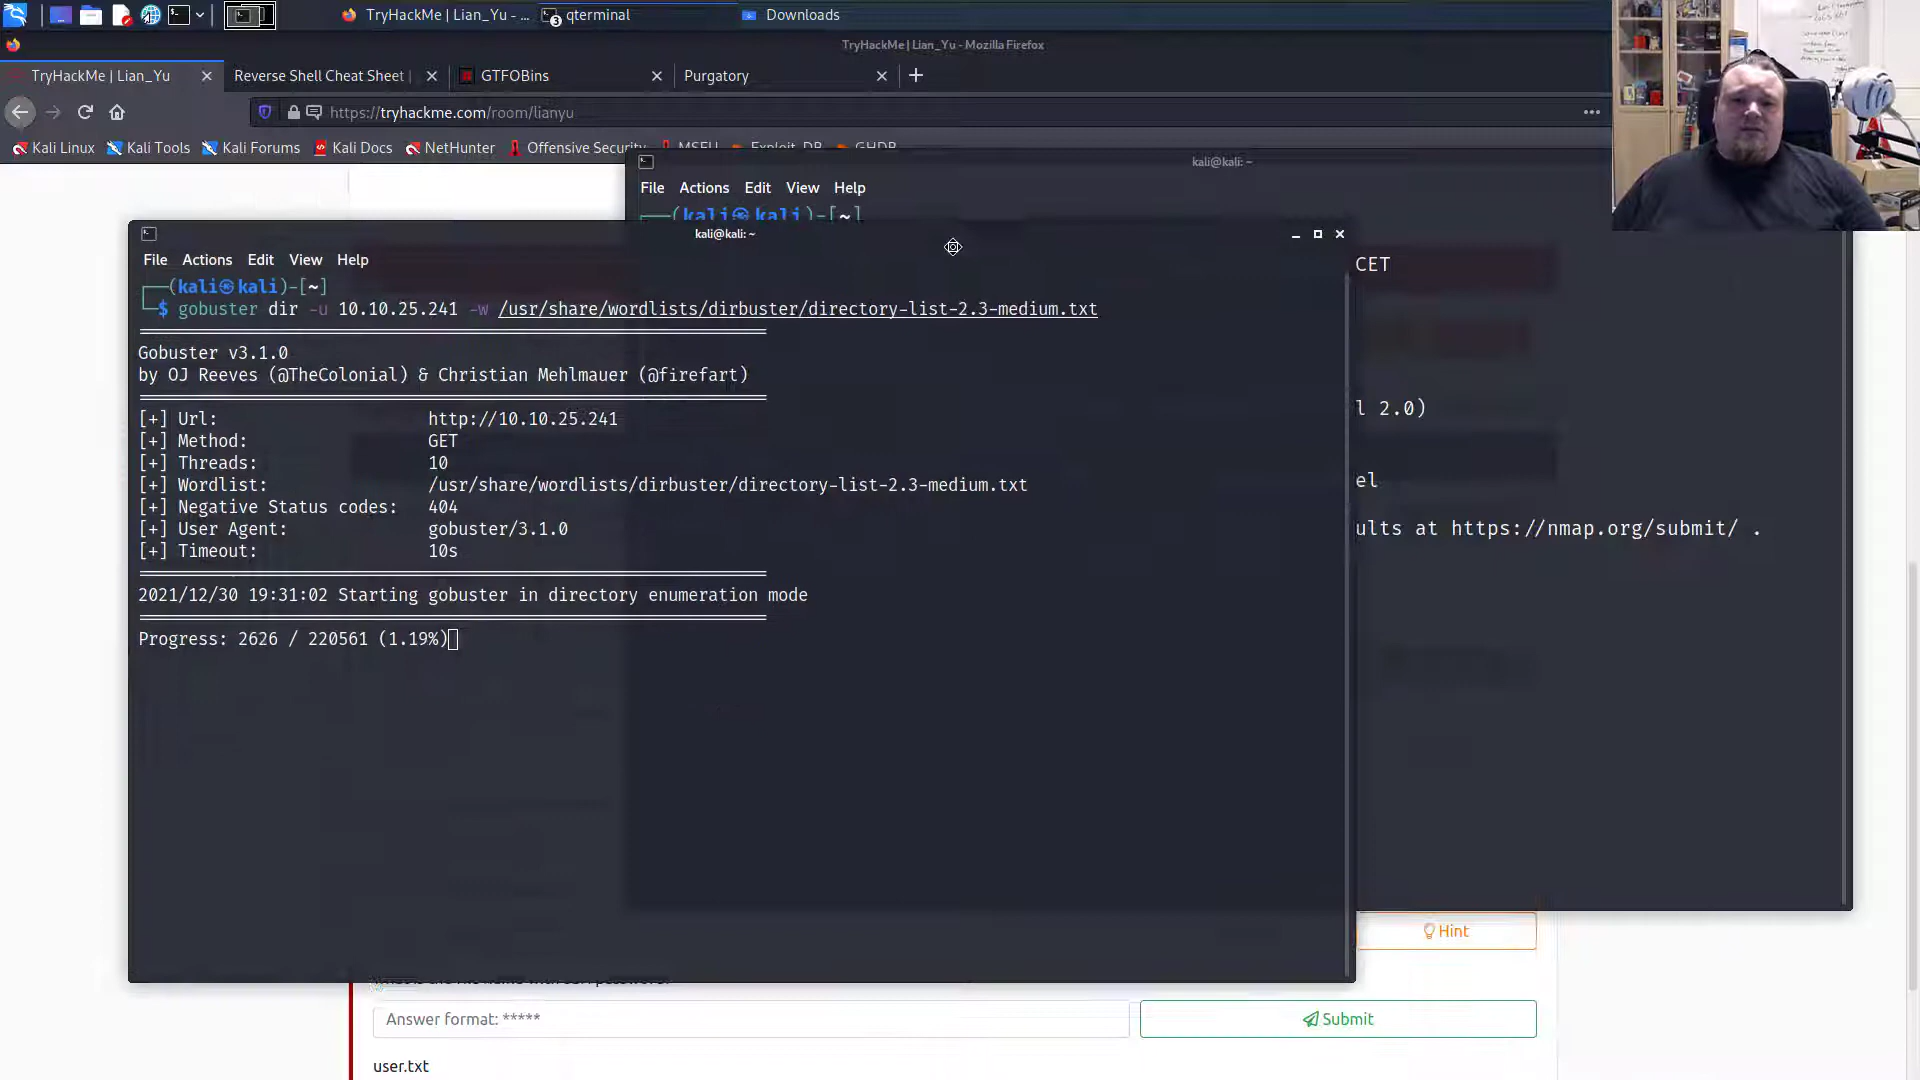 TryHackMe | Lian_Yu - ...
3 qterminal
Downloads
TryHackMe | Lian_Yu - Mozilla Firefox
TryHackMe | Lian_Yu
Reverse Shell Cheat Sheet |
GTFOBins
Purgatory
https://tryhackme.com/room/lianyu
Kali Linux Kali Tools Kali Forums Kali Docs NetHunter Offensive Security MSFU Exploit-DB GHDB
kali@kali: ~
File Actions Edit View Help
(kali㉿kali)-[~]
kali@kali: ~
File Actions Edit View Help
(kali㉿kali)-[~]
$ gobuster dir -u 10.10.25.241 -w /usr/share/wordlists/dirbuster/directory-list-2.3-medium.txt
Gobuster v3.1.0
by OJ Reeves (@TheColonial) & Christian Mehlmauer (@firefart)
[+] Url: http://10.10.25.241
[+] Method: GET
[+] Threads: 10
[+] Wordlist: /usr/share/wordlists/dirbuster/directory-list-2.3-medium.txt
[+] Negative Status codes: 404
[+] User Agent: gobuster/3.1.0
[+] Timeout: 10s
2021/12/30 19:31:02 Starting gobuster in directory enumeration mode
Progress: 2626 / 220561 (1.19%)
CET
l 2.0)
el
ults at https://nmap.org/submit/ .
Hint
Answer format: *****
Submit
user.txt